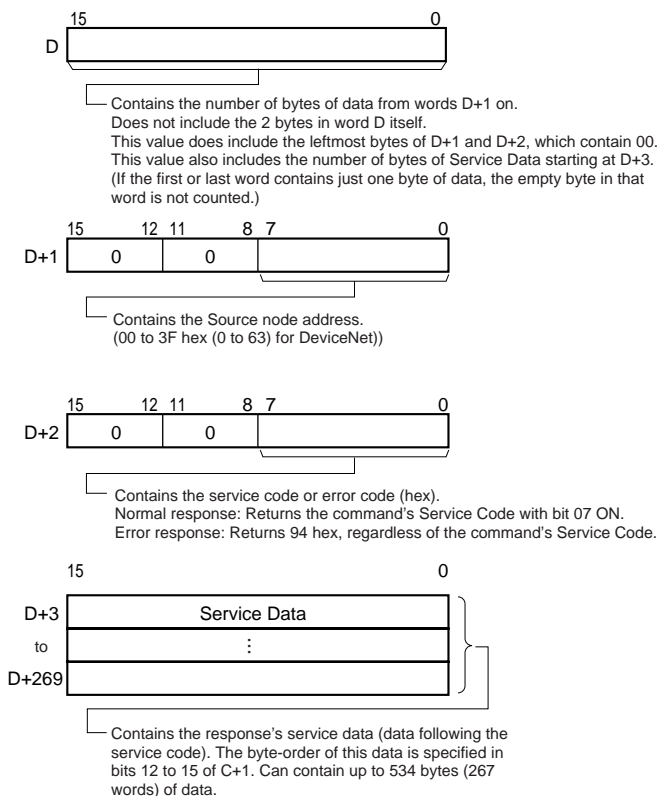 15 0
D
Contains the number of bytes of data from words D+1 on.
Does not include the 2 bytes in word D itself.
This value does include the leftmost bytes of D+1 and D+2, which contain 00.
This value also includes the number of bytes of Service Data starting at D+3.
(If the first or last word contains just one byte of data, the empty byte in that
word is not counted.)
15 12 11 8 7 0
D+1 0 0
Contains the Source node address.
(00 to 3F hex (0 to 63) for DeviceNet))
15 12 11 8 7 0
D+2 0 0
Contains the service code or error code (hex).
Normal response: Returns the command's Service Code with bit 07 ON.
Error response: Returns 94 hex, regardless of the command's Service Code.
15 0
D+3 Service Data
to ⋮
D+269
Contains the response's service data (data following the
service code). The byte-order of this data is specified in
bits 12 to 15 of C+1. Can contain up to 534 bytes (267
words) of data.